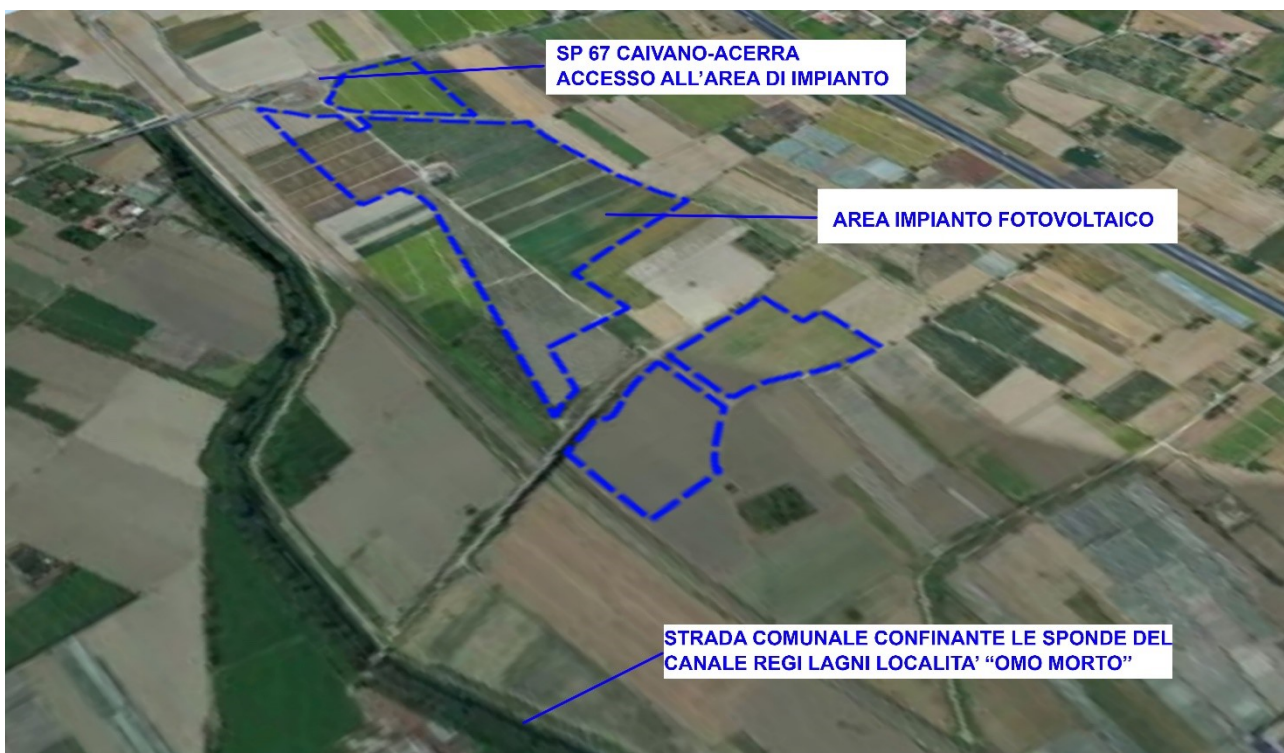 SP 67 CAIVANO-ACERRA
ACCESSO ALL'AREA DI IMPIANTO
AREA IMPIANTO FOTOVOLTAICO
STRADA COMUNALE CONFINANTE LE SPONDE DEL
CANALE REGI LAGNI LOCALITA' "OMO MORTO"